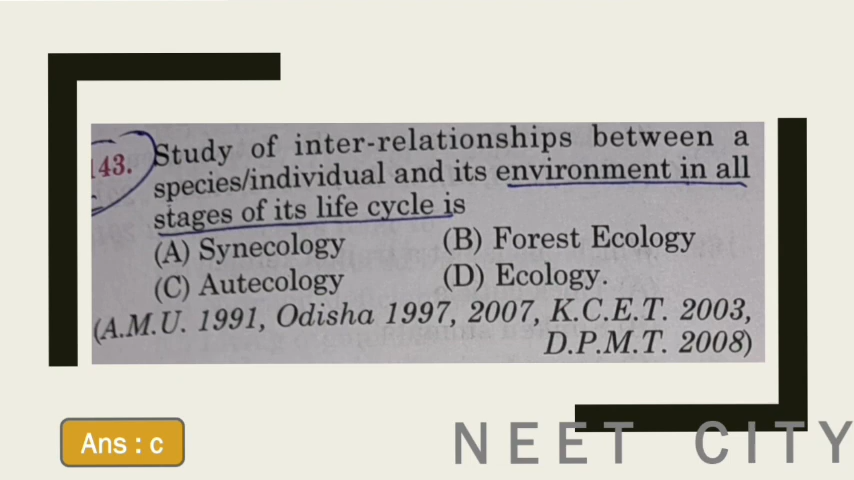 143. Study of inter-relationships between a
species/individual and its environment in all
stages of its life cycle is
(A) Synecology (B) Forest Ecology
(C) Autecology (D) Ecology.
(A.M.U. 1991, Odisha 1997, 2007, K.C.E.T. 2003,
D.P.M.T. 2008)
Ans : c
NEET CITY